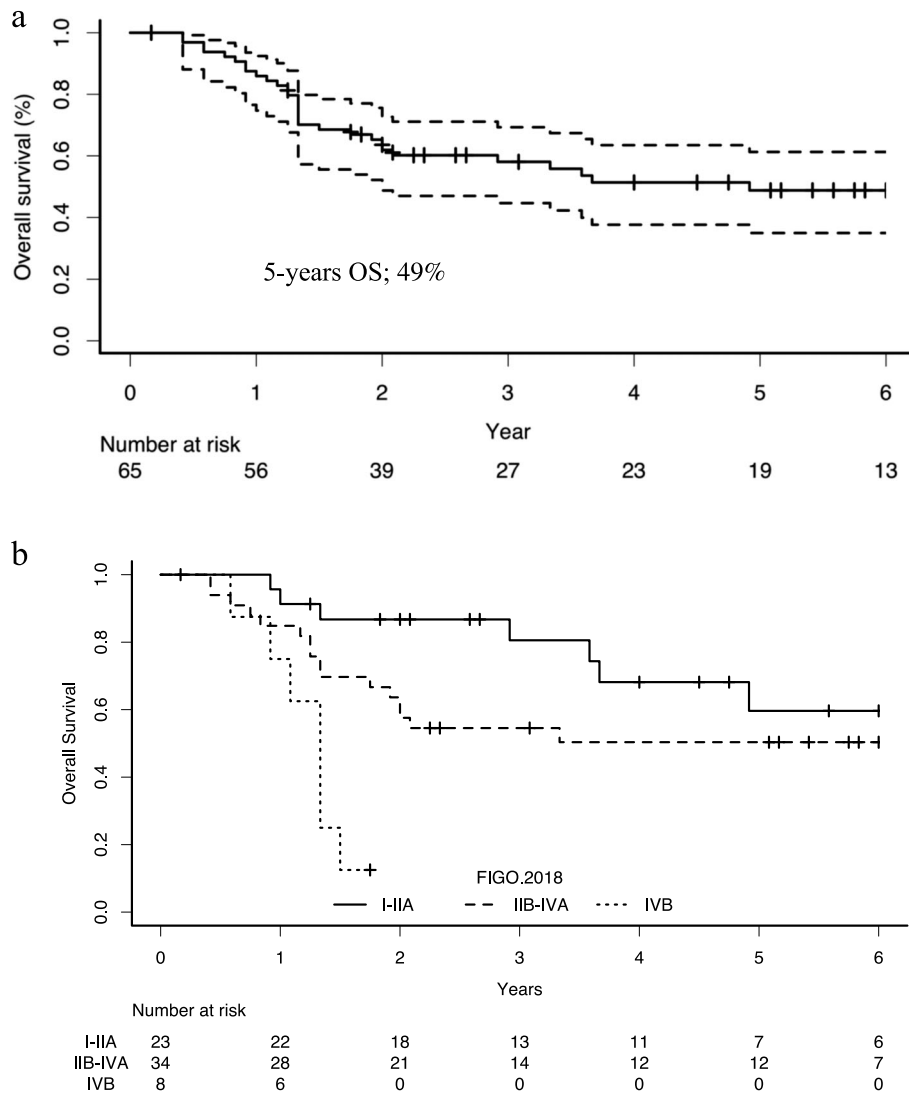 a
Overall survival (%)
1.0
0.8
0.6
0.4
0.2
0.0
5-years OS; 49%
0 1 2 3 4 5 6
Year
Number at risk
65 56 39 27 23 19 13
b
Overall Survival
1.0
0.8
0.6
0.4
0.2
0.0
FIGO.2018
I-IIA IIB-IVA IVB
0 1 2 3 4 5 6
Years
Number at risk
I-IIA 23 22 18 13 11 7 6
IIB-IVA 34 28 21 14 12 12 7
IVB 8 6 0 0 0 0 0